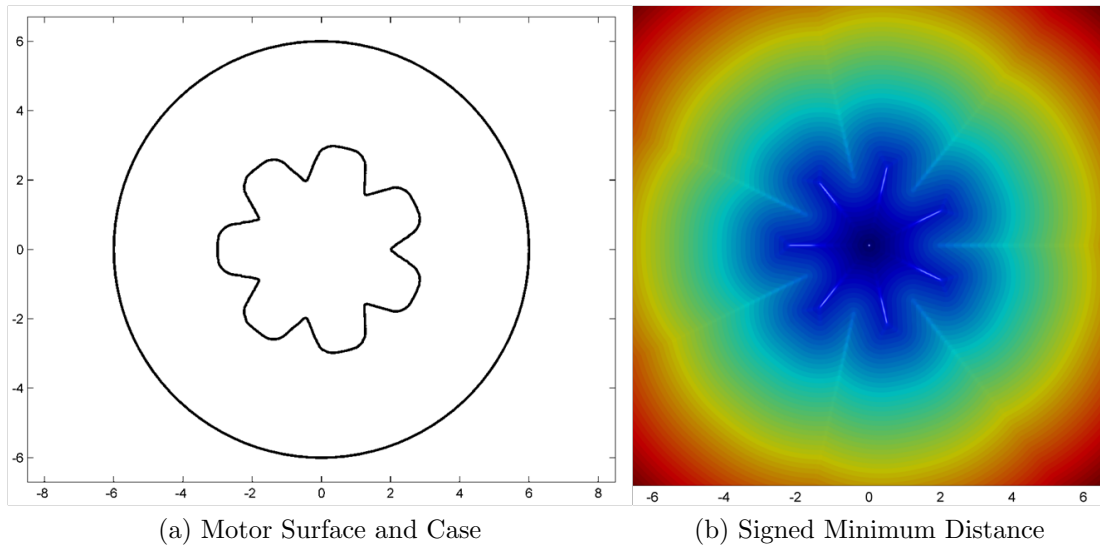 6
4
2
0
-2
-4
-6
-8 -6 -4 -2 0 2 4 6 8
-6 -4 -2 0 2 4 6
(a) Motor Surface and Case
(b) Signed Minimum Distance